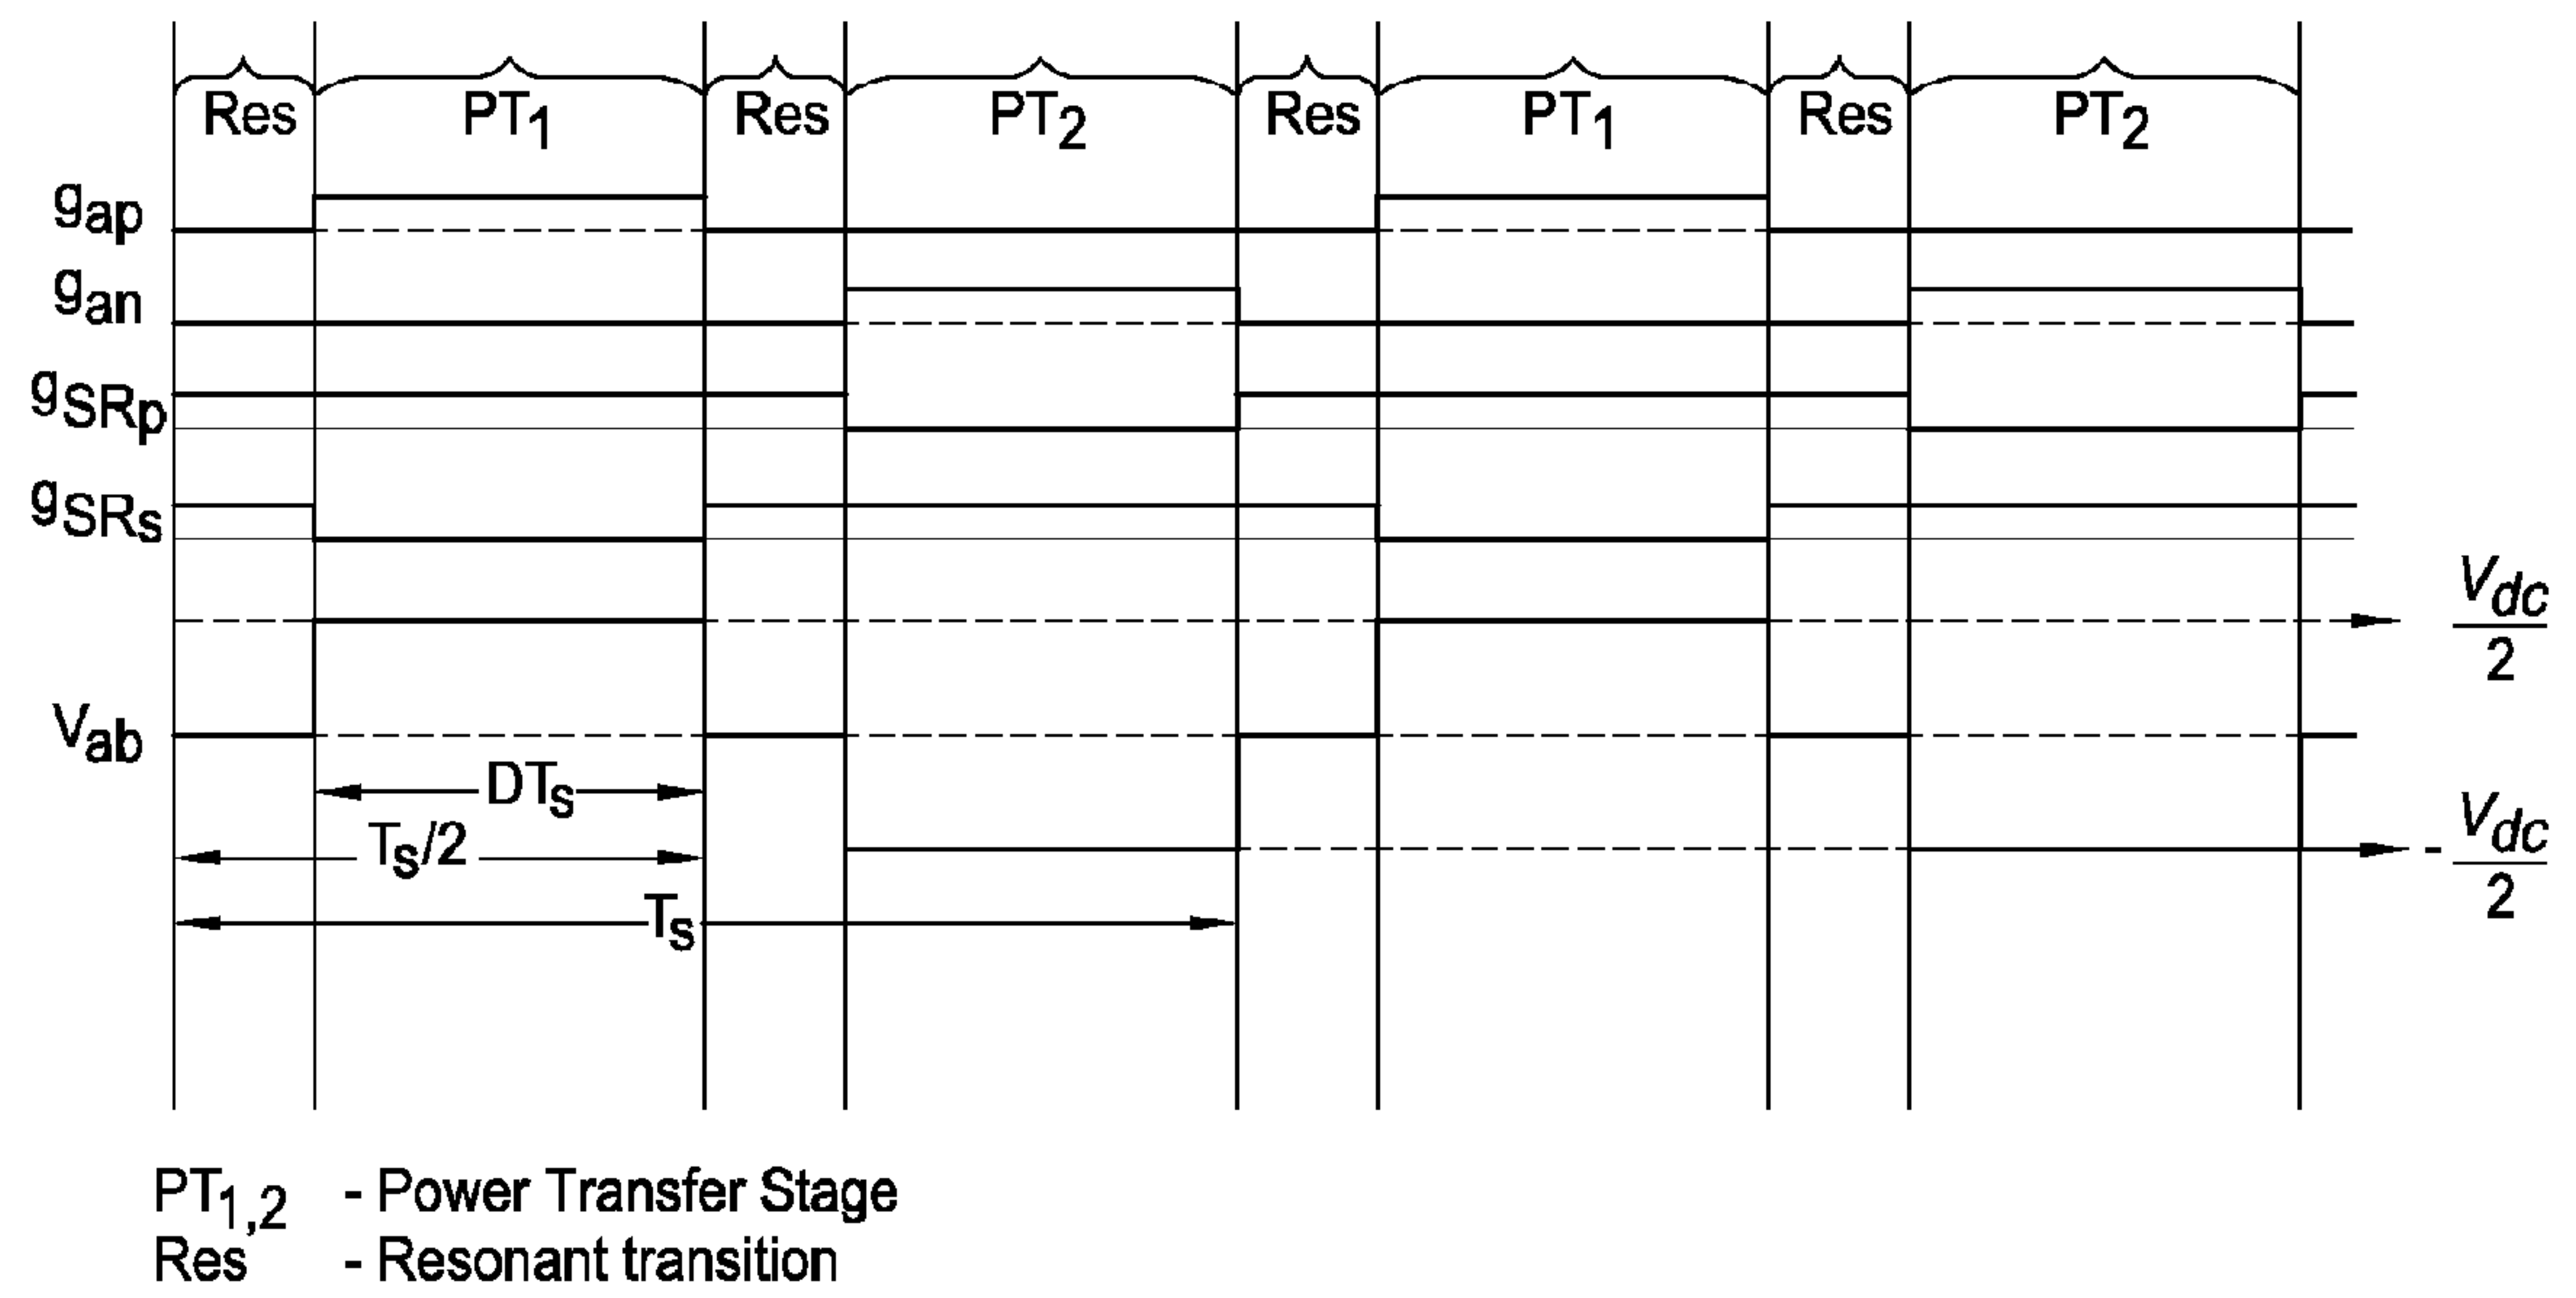 Res PT1 Res PT2 Res PT1 Res PT2
gap
gan
gSRp
gSRs
Vdc
2
Vab
DTs
Ts/2
- Vdc
2
Ts
PT1,2 - Power Transfer Stage
Res - Resonant transition